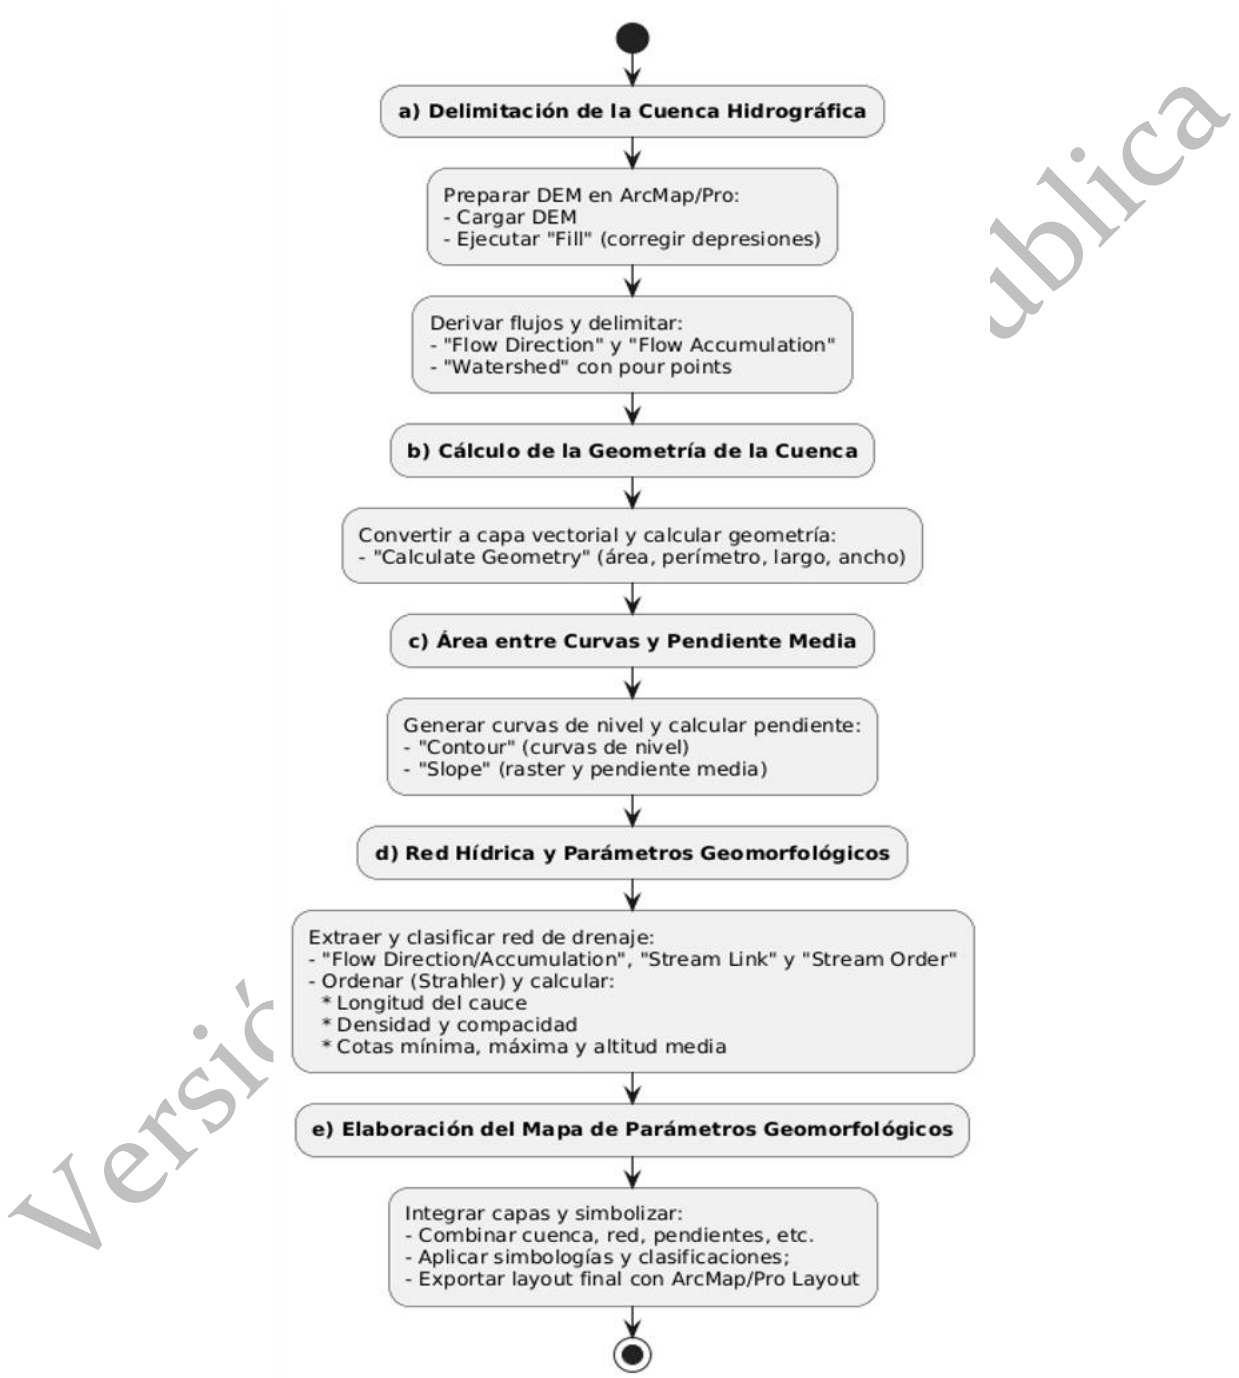 a) Delimitación de la Cuenca Hidrográfica
Preparar DEM en ArcMap/Pro:
- Cargar DEM
- Ejecutar "Fill" (corregir depresiones)
Derivar flujos y delimitar:
- "Flow Direction" y "Flow Accumulation"
- "Watershed" con pour points
b) Cálculo de la Geometría de la Cuenca
Convertir a capa vectorial y calcular geometría:
- "Calculate Geometry" (área, perímetro, largo, ancho)
c) Área entre Curvas y Pendiente Media
Generar curvas de nivel y calcular pendiente:
- "Contour" (curvas de nivel)
- "Slope" (raster y pendiente media)
d) Red Hídrica y Parámetros Geomorfológicos
Extraer y clasificar red de drenaje:
- "Flow Direction/Accumulation", "Stream Link" y "Stream Order"
- Ordenar (Strahler) y calcular:
* Longitud del cauce
* Densidad y compacidad
* Cotas mínima, máxima y altitud media
e) Elaboración del Mapa de Parámetros Geomorfológicos
Integrar capas y simbolizar:
- Combinar cuenca, red, pendientes, etc.
- Aplicar simbologías y clasificaciones;
- Exportar layout final con ArcMap/Pro Layout